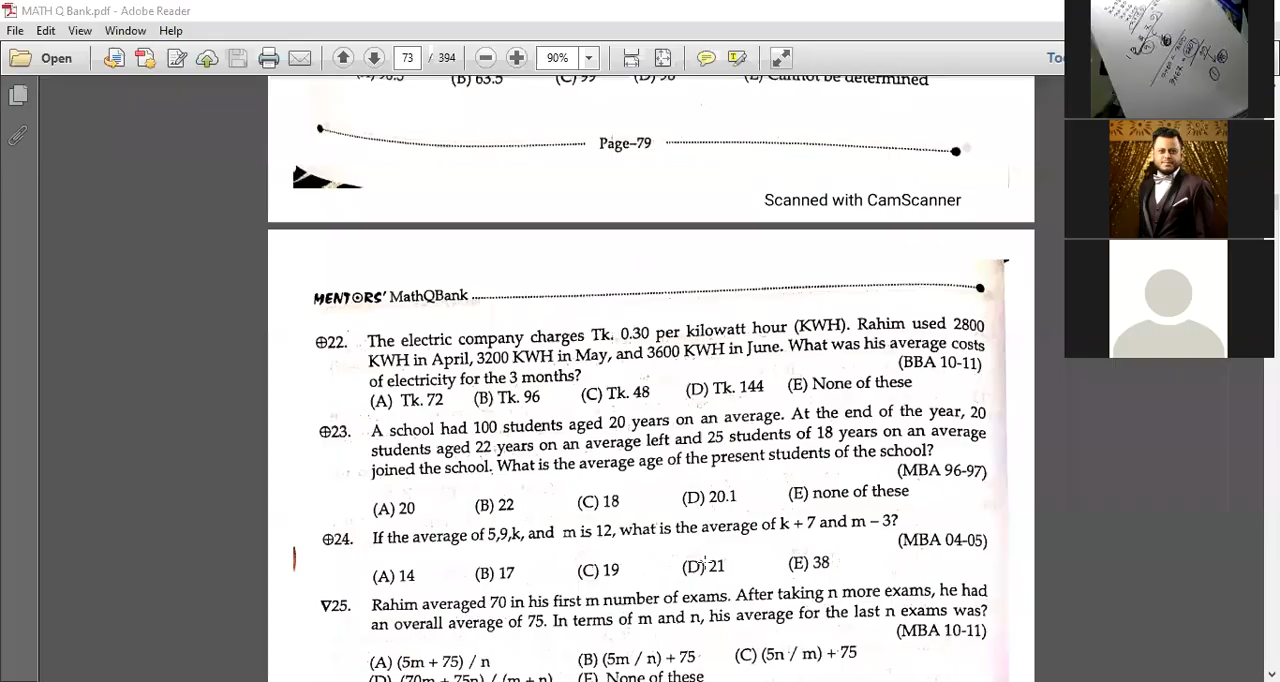 MATH Q Bank.pdf - Adobe Reader
File Edit View Window Help
Open 73 / 394 90%
(B) 63.5 (C) 99 (E) Cannot be determined
Page–79
Scanned with CamScanner
MENTORS' MathQBank
⊕22. The electric company charges Tk. 0.30 per kilowatt hour (KWH). Rahim used 2800
KWH in April, 3200 KWH in May, and 3600 KWH in June. What was his average costs
of electricity for the 3 months? (BBA 10-11)
(A) Tk. 72 (B) Tk. 96 (C) Tk. 48 (D) Tk. 144 (E) None of these
⊕23. A school had 100 students aged 20 years on an average. At the end of the year, 20
students aged 22 years on an average left and 25 students of 18 years on an average
joined the school. What is the average age of the present students of the school?
(MBA 96-97)
(A) 20 (B) 22 (C) 18 (D) 20.1 (E) none of these
⊕24. If the average of 5,9,k, and m is 12, what is the average of k + 7 and m – 3?
(MBA 04-05)
(A) 14 (B) 17 (C) 19 (D) 21 (E) 38
∇25. Rahim averaged 70 in his first m number of exams. After taking n more exams, he had
an overall average of 75. In terms of m and n, his average for the last n exams was?
(MBA 10-11)
(A) (5m + 75) / n (B) (5m / n) + 75 (C) (5n / m) + 75
(D) (70m + 75n) / (m + n) (E) None of these